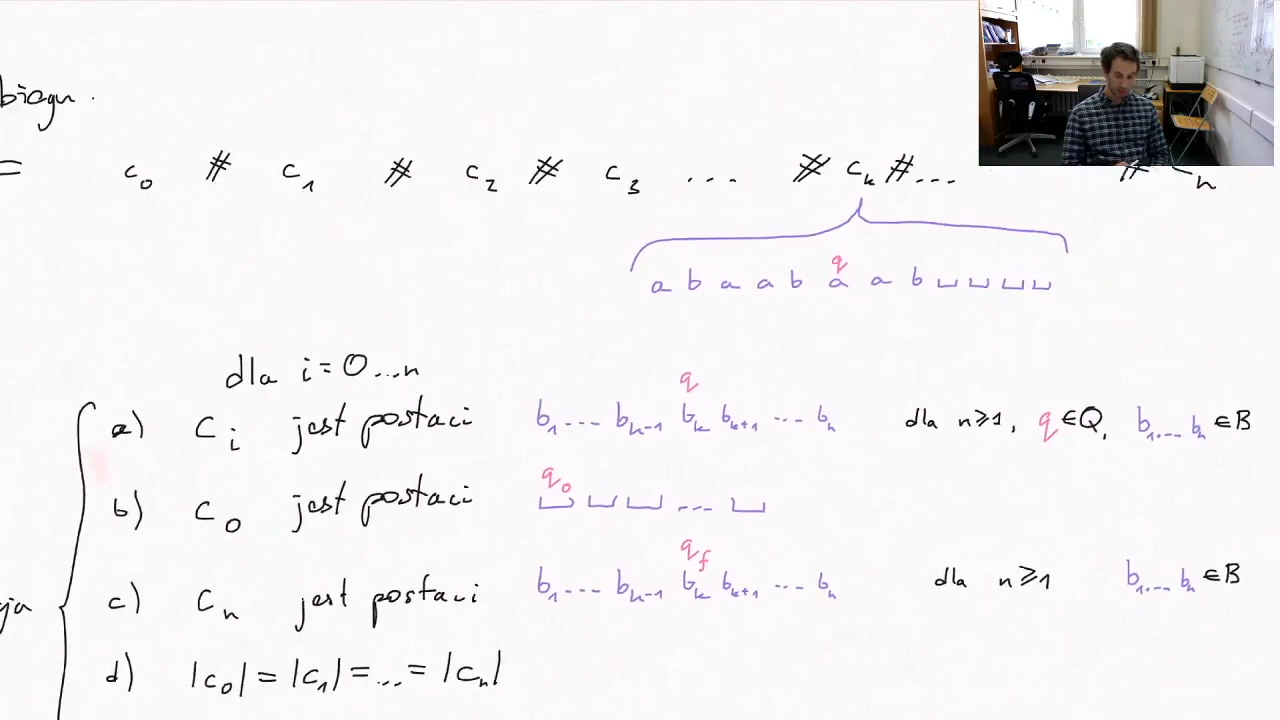 biegu.
= c₀ # c₁ # c₂ # c₃ ... # cₖ # ... # cₙ
q
a b a a b a a b ␣ ␣ ␣ ␣
dla i = 0...n
q
a) cᵢ jest postaci b₁ ... bₖ₋₁ bₖ bₖ₊₁ ... bₙ dla n ≥ 1, q ∈ Q, b₁, ... bₙ ∈ B
q₀
b) c₀ jest postaci ␣ ␣ ␣ ... ␣
q_f
c) cₙ jest postaci b₁ ... bₖ₋₁ bₖ bₖ₊₁ ... bₙ dla n ≥ 1 b₁, ... bₙ ∈ B
d) |c₀| = |c₁| = ... = |cₙ|